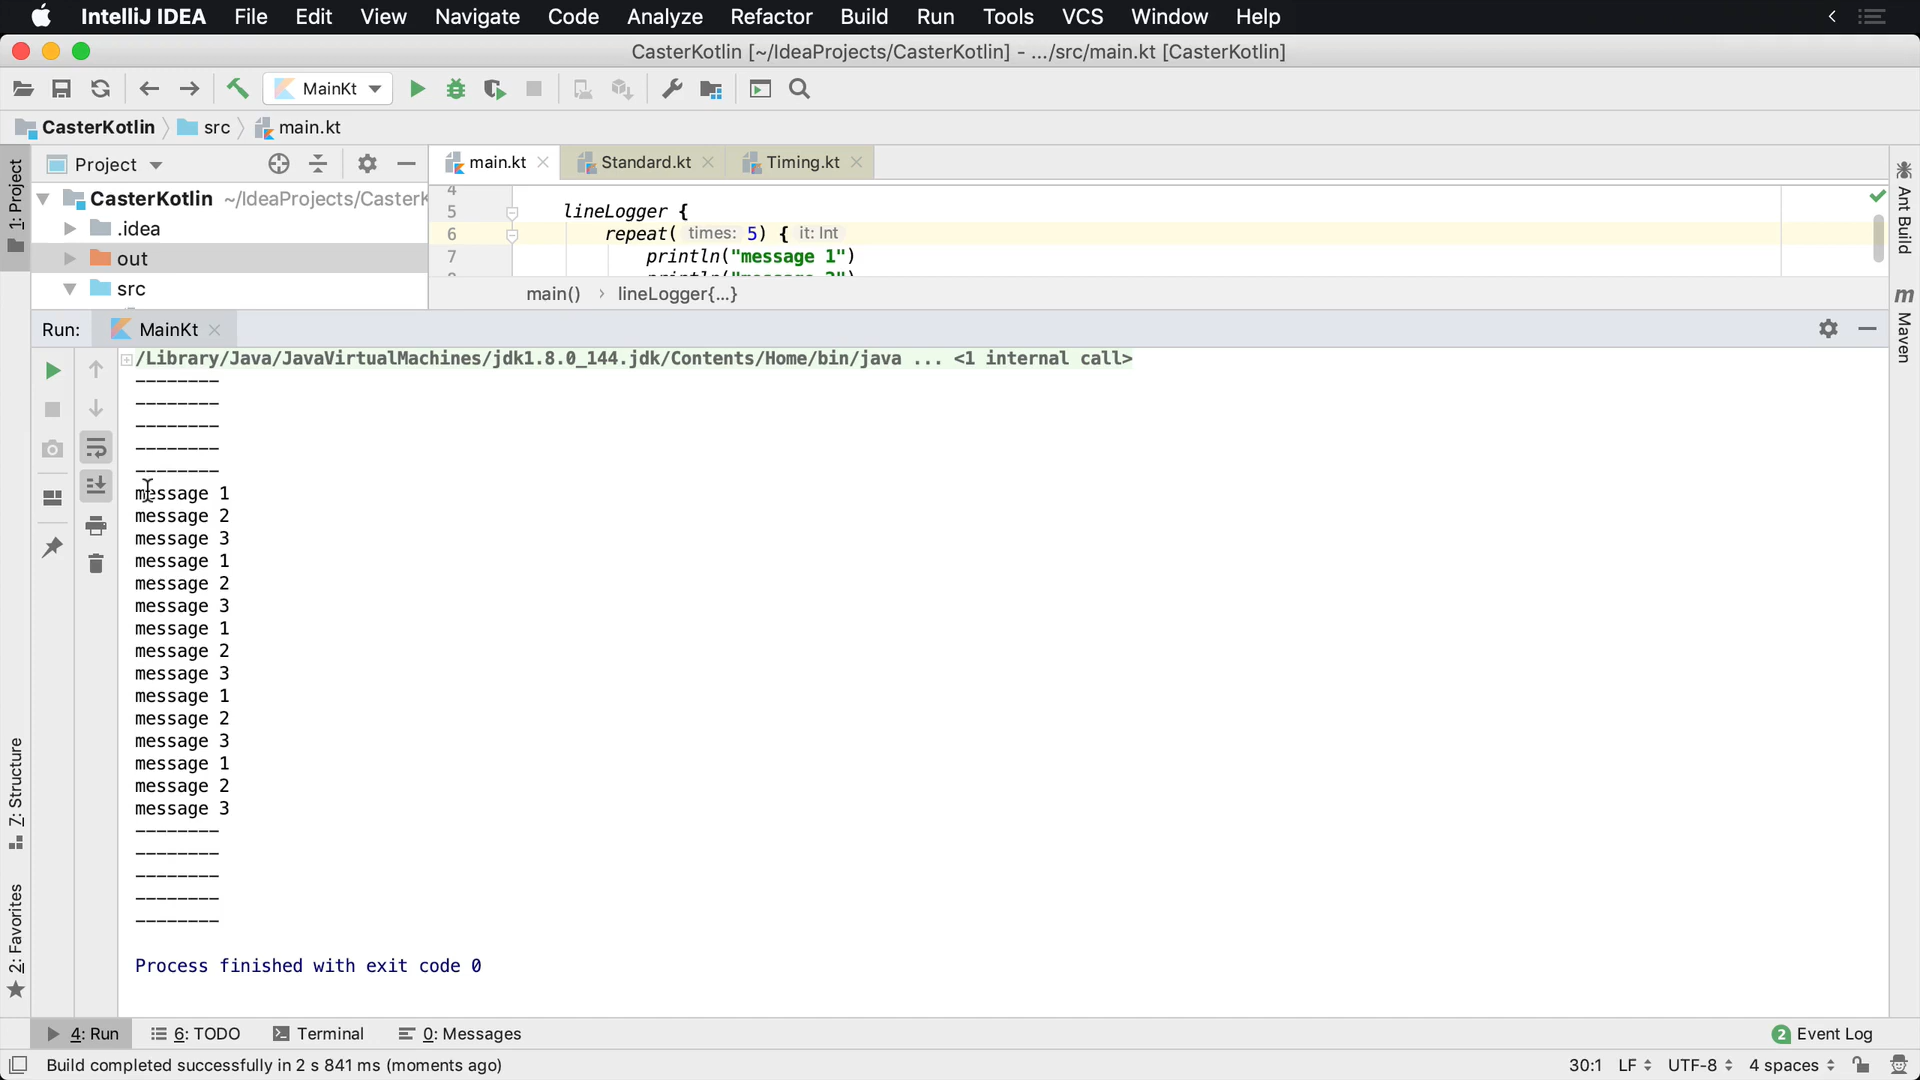 IntelliJ IDEA File Edit View Navigate Code Analyze Refactor Build Run Tools VCS Window Help
CasterKotlin [~/IdeaProjects/CasterKotlin] - .../src/main.kt [CasterKotlin]
MainKt
CasterKotlin src main.kt
1: Project
Project
main.kt Standard.kt Timing.kt
CasterKotlin ~/IdeaProjects/CasterK
.idea
out
src
4
5 lineLogger {
6 repeat( times: 5) { it: Int
7 println("message 1")
8 println("message 2")
main() › lineLogger{...}
Ant Build
m Maven
Run: MainKt
/Library/Java/JavaVirtualMachines/jdk1.8.0_144.jdk/Contents/Home/bin/java ... <1 internal call>
--------
--------
--------
--------
--------
message 1
message 2
message 3
message 1
message 2
message 3
message 1
message 2
message 3
message 1
message 2
message 3
message 1
message 2
message 3
--------
--------
--------
--------
--------
Process finished with exit code 0
Z: Structure
2: Favorites
4: Run 6: TODO Terminal 0: Messages 2 Event Log
Build completed successfully in 2 s 841 ms (moments ago) 30:1 LF UTF-8 4 spaces